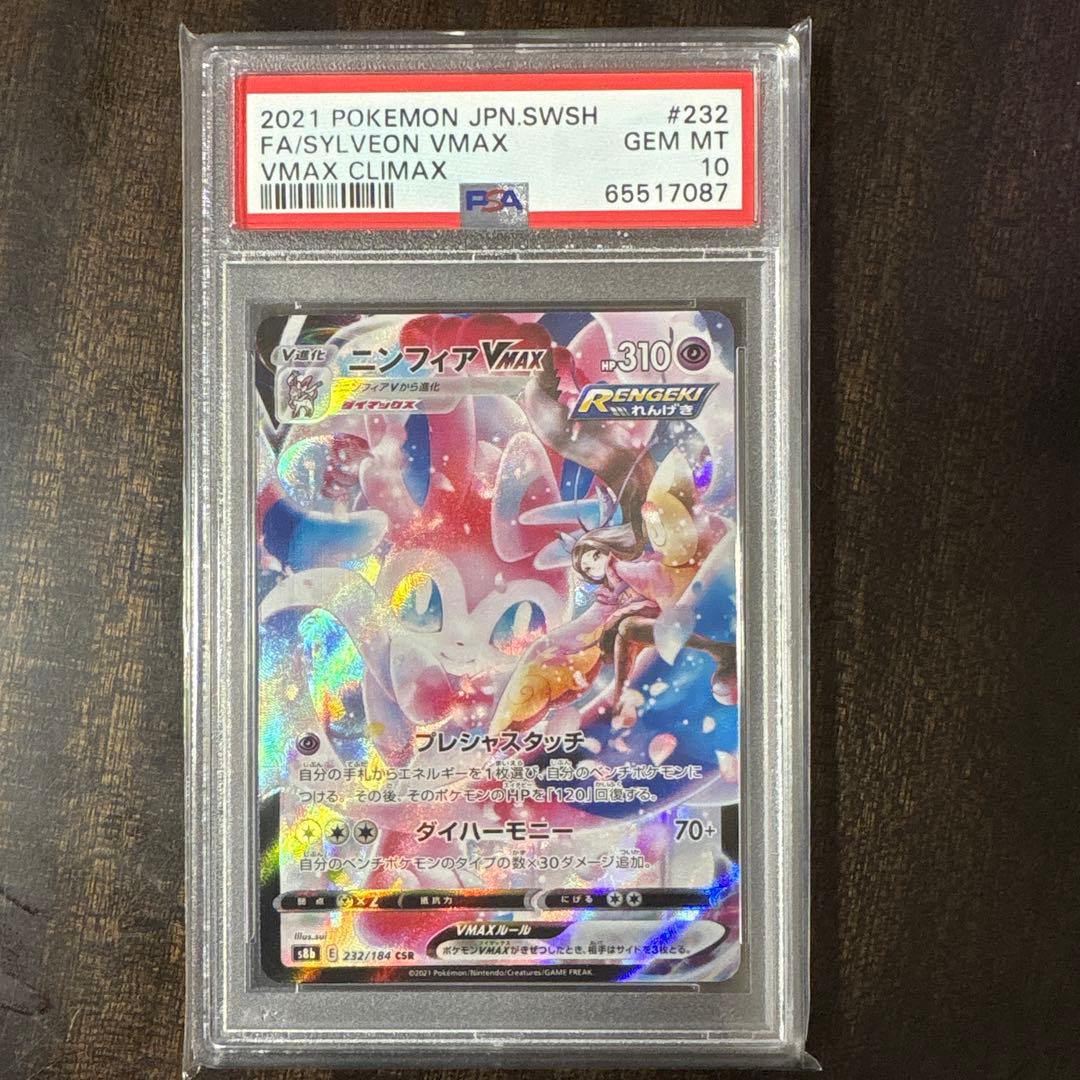 2021 POKEMON JPN.SWSH #232
FA/SYLVEON VMAX GEM MT
VMAX CLIMAX 10
PSA 65517087
V進化 ニンフィアVMAX HP310
ニンフィアVから進化
ダイマックス
RENGEKI
れんげき
プレシャスタッチ
自分の手札からエネルギーを1枚選び、自分のベンチポケモンに
つける。その後、そのポケモンのHPを「120」回復する。
ダイハーモニー 70+
自分のベンチポケモンのタイプの数×30ダメージ追加。
弱点 ×2 抵抗力 にげる
Illus. sui
VMAXルール
ポケモンVMAXがきぜつしたとき、相手はサイドを3枚とる。
s8b E 232/184 CSR
©2021 Pokémon/Nintendo/Creatures/GAME FREAK.